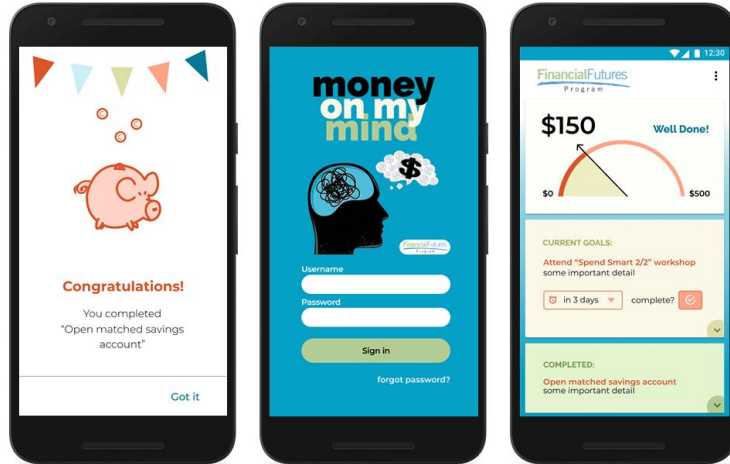 Congratulations!
You completed
“Open matched savings
account”
Got it
money
on my
mind
$
FinancialFutures
Program
Username
Password
Sign in
forgot password?
12:30
FinancialFutures
Program
$150
Well Done!
$0
$500
CURRENT GOALS:
Attend “Spend Smart 2/2” workshop
some important detail
in 3 days
complete?
COMPLETED:
Open matched savings account
some important detail